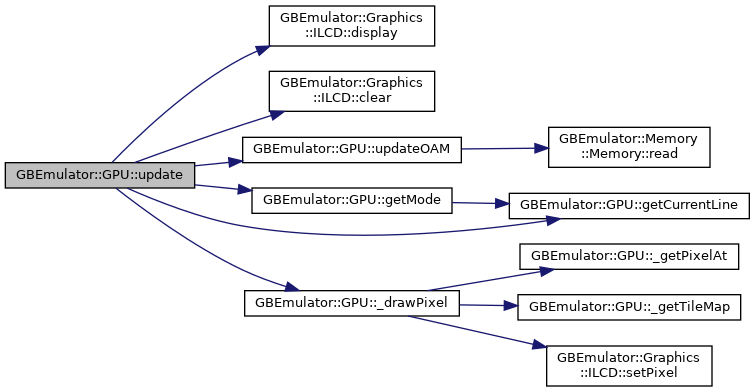 GBEmulator::Graphics
::ILCD::display
GBEmulator::Graphics
::ILCD::clear
GBEmulator::GPU::updateOAM
GBEmulator::Memory
::Memory::read
GBEmulator::GPU::update
GBEmulator::GPU::getMode
GBEmulator::GPU::getCurrentLine
GBEmulator::GPU::_getPixelAt
GBEmulator::GPU::_drawPixel
GBEmulator::GPU::_getTileMap
GBEmulator::Graphics
::ILCD::setPixel